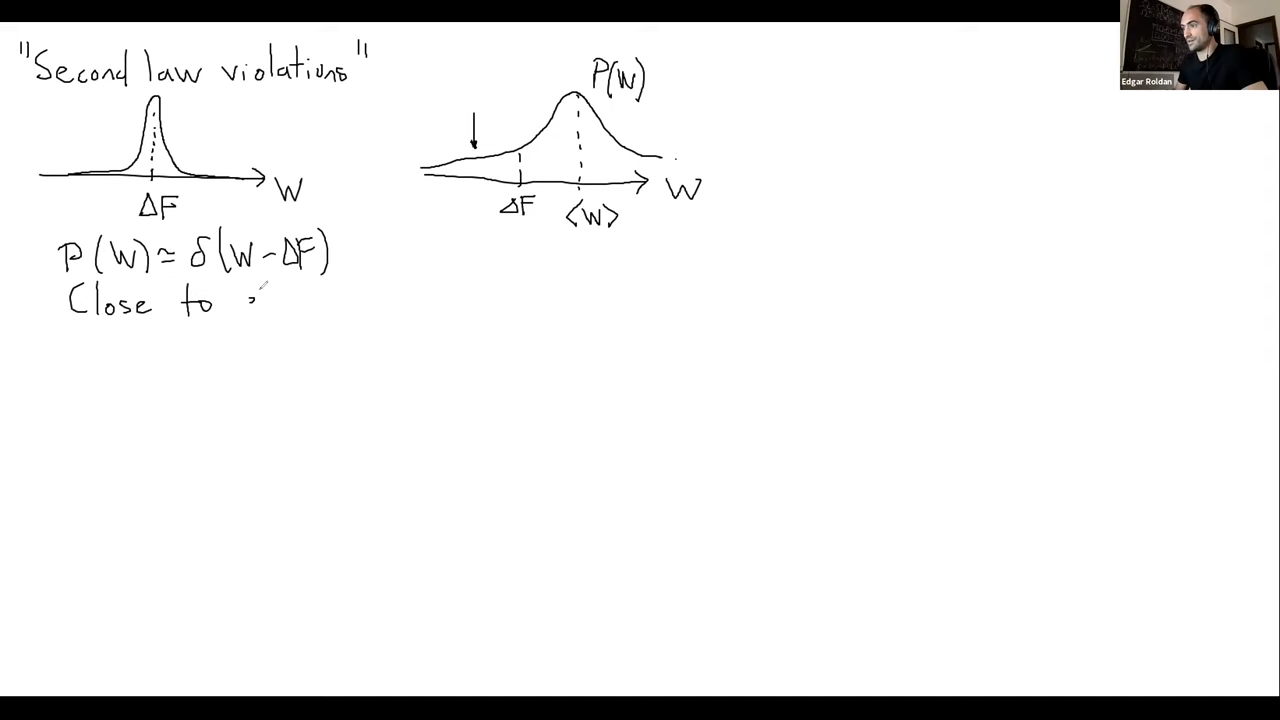 "Second law violations"
P(W)
W
ΔF
W
ΔF
⟨W⟩
P(W) ≃ δ(W-ΔF)
Close to
Edgar Roldan